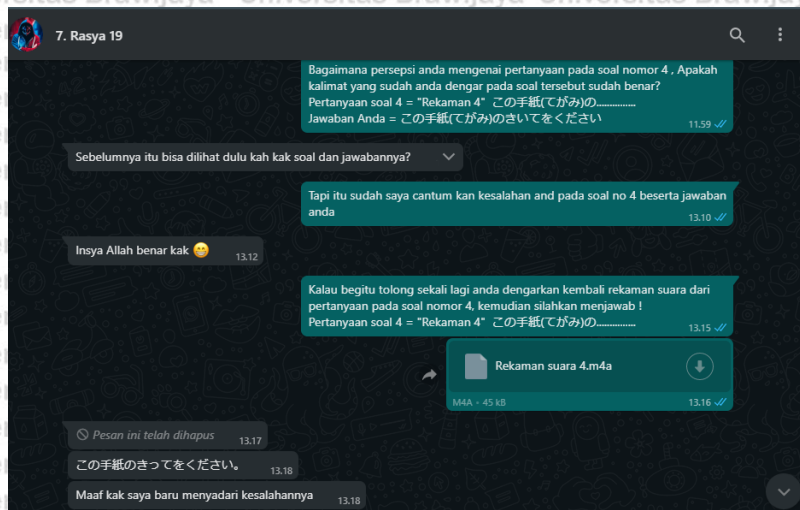 7. Rasya 19
Bagaimana persepsi anda mengenai pertanyaan pada soal nomor 4 , Apakah
kalimat yang sudah anda dengar pada soal tersebut sudah benar?
Pertanyaan soal 4 = "Rekaman 4" この手紙(てがみ)の...............
Jawaban Anda = この手紙(てがみ)のきいてをください
11.59
Sebelumnya itu bisa dilihat dulu kah kak soal dan jawabannya?
Tapi itu sudah saya cantum kan kesalahan and pada soal no 4 beserta jawaban
anda
13.10
Insya Allah benar kak 😁
13.12
Kalau begitu tolong sekali lagi anda dengarkan kembali rekaman suara dari
pertanyaan pada soal nomor 4, kemudian silahkan menjawab !
Pertanyaan soal 4 = "Rekaman 4" この手紙(てがみ)の...............
13.15
Rekaman suara 4.m4a
M4A • 45 kB
13.16
Pesan ini telah dihapus
13.17
この手紙のきってをください。
13.18
Maaf kak saya baru menyadari kesalahannya
13.18